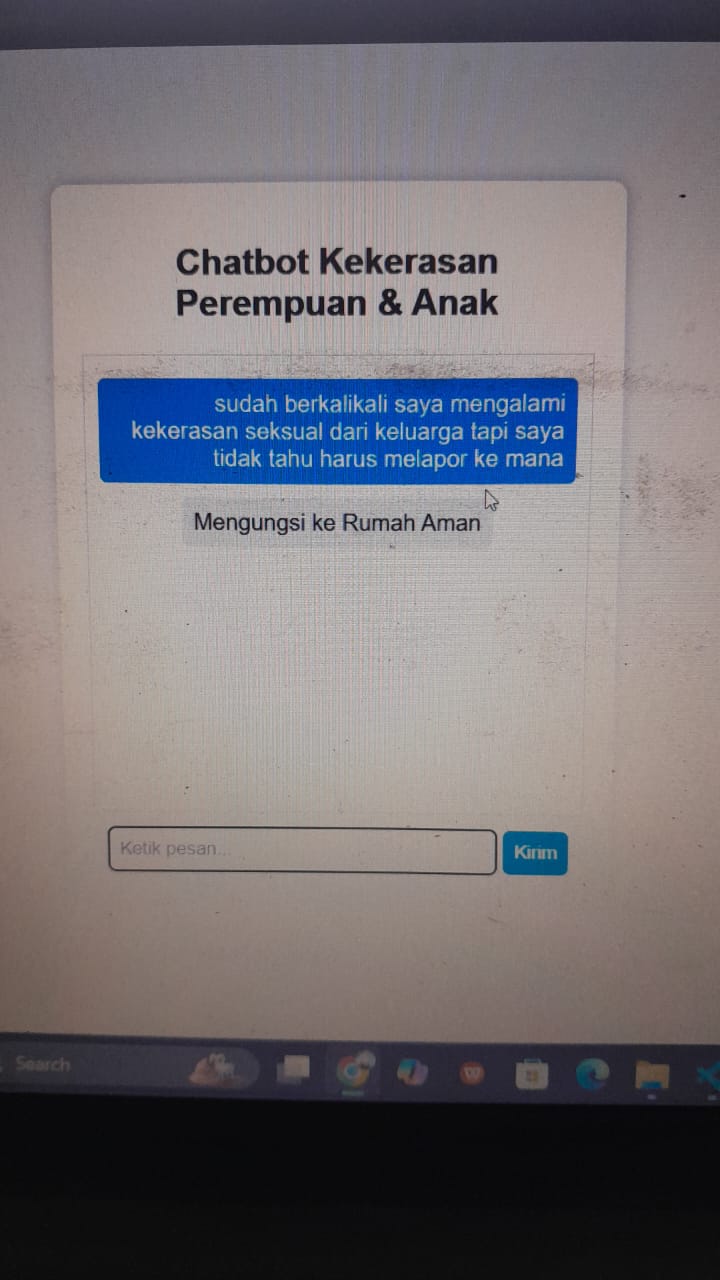 Chatbot Kekerasan
Perempuan & Anak
sudah berkalikali saya mengalami
kekerasan seksual dari keluarga tapi saya
tidak tahu harus melapor ke mana
Mengungsi ke Rumah Aman
Ketik pesan...
Kirim
Search